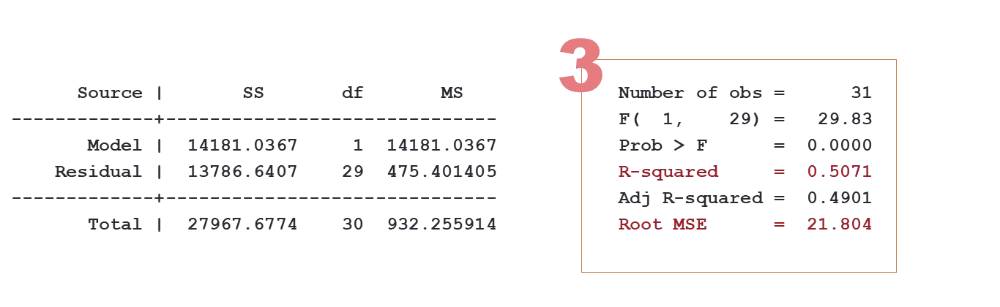 Source |       SS         df       MS
-------------+------------------------------
Model |  14181.0367     1  14181.0367
Residual |  13786.6407    29  475.401405
-------------+------------------------------
Total |  27967.6774    30  932.255914
3
Number of obs =      31
F(  1,    29) =   29.83
Prob > F      =  0.0000
R-squared     =  0.5071
Adj R-squared =  0.4901
Root MSE      =  21.804